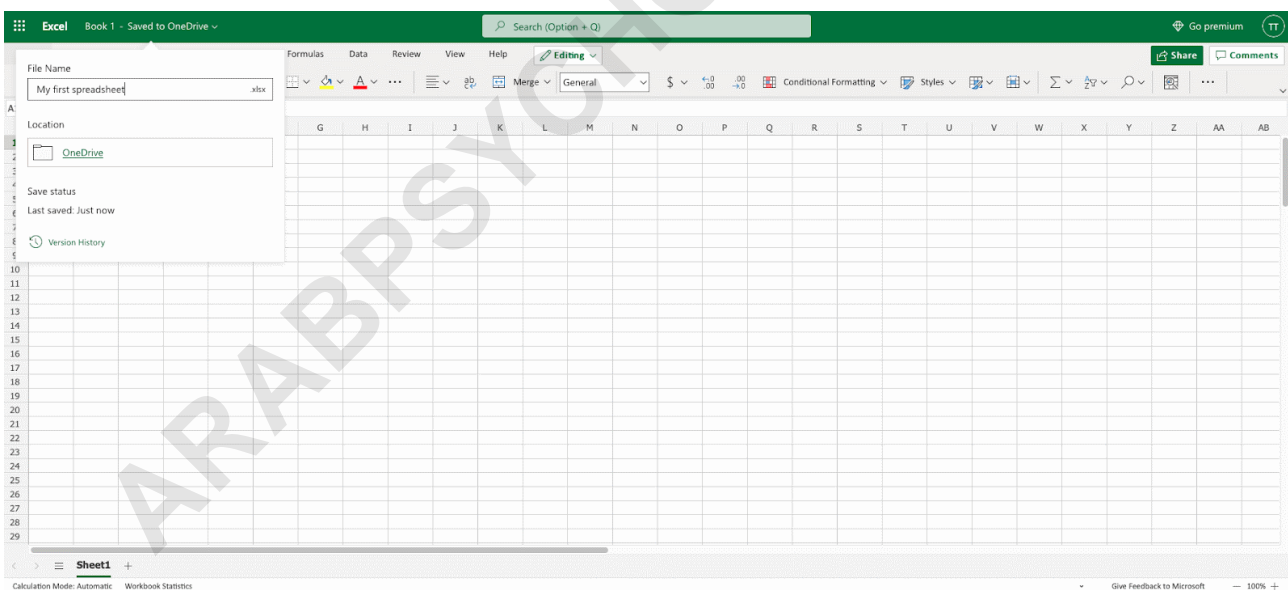 Excel Book 1 - Saved to OneDrive Search (Option + Q) Go premium TT
Formulas Data Review View Help Editing Share Comments
File Name
My first spreadsheet .xlsx
Merge General $ Conditional Formatting Styles
Location
OneDrive
G H I J K L M N O P Q R S T U V W X Y Z AA AB
Save status
Last saved: Just now
Version History
10
11
12
13
14
15
16
17
18
19
20
21
22
23
24
25
26
27
28
29
Sheet1 +
Calculation Mode: Automatic Workbook Statistics Give Feedback to Microsoft — 100% +